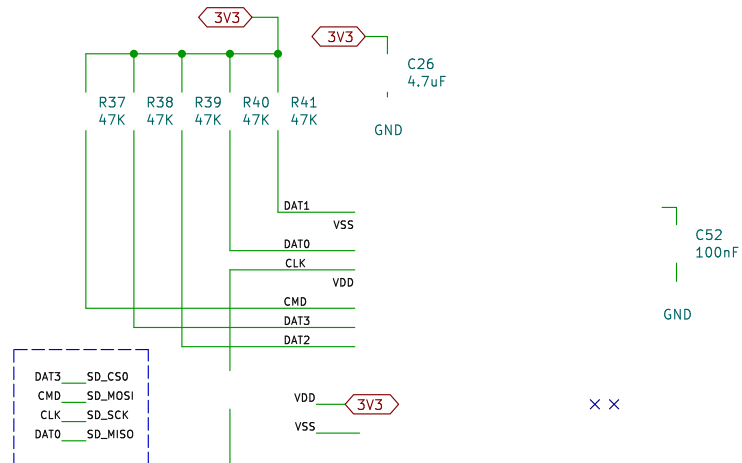 3V3
3V3
C26
4.7uF
R37
47K
R38
47K
R39
47K
R40
47K
R41
47K
GND
DAT1
VSS
C52
100nF
DAT0
CLK
VDD
CMD
GND
DAT3
DAT2
DAT3 SD_CS0
CMD SD_MOSI
CLK SD_SCK
DAT0 SD_MISO
VDD 3V3
VSS